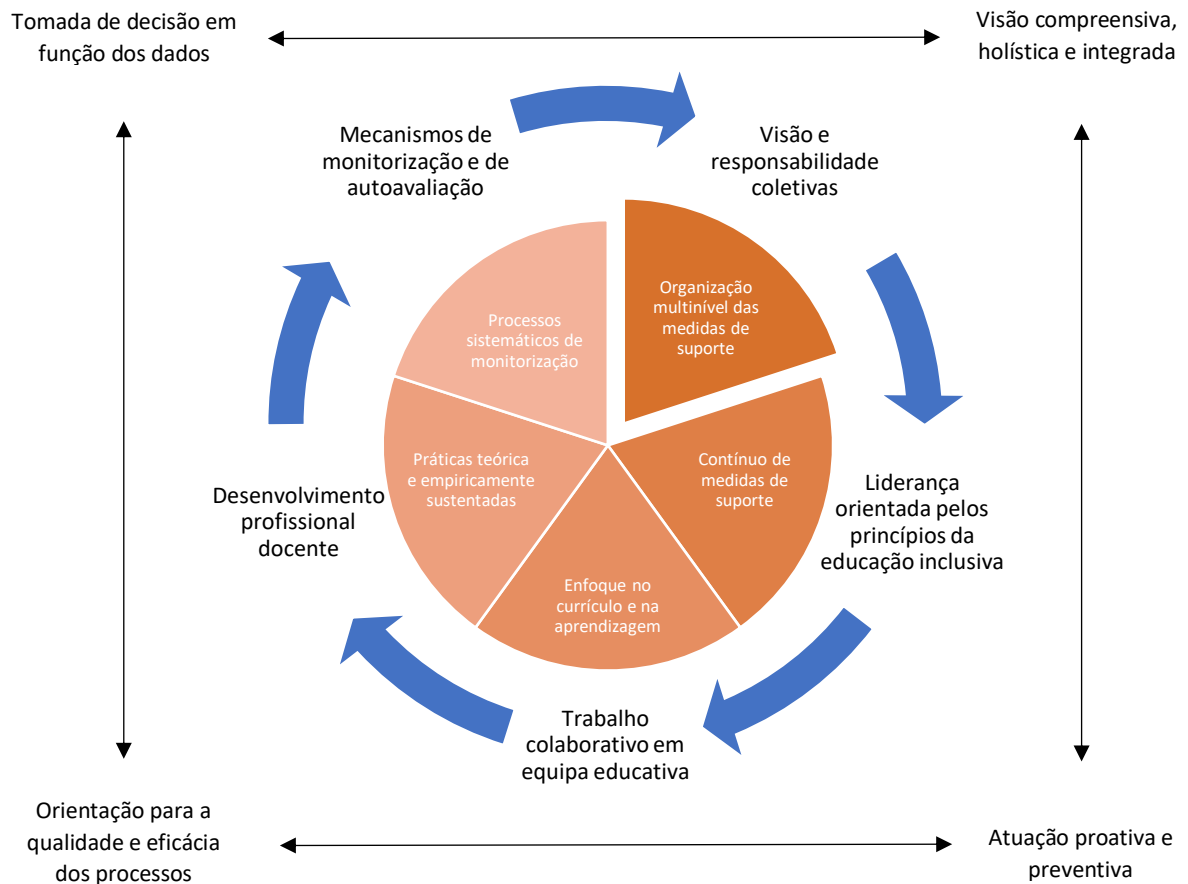 Tomada de decisão em
função dos dados
Visão compreensiva,
holística e integrada
Mecanismos de
monitorização e de
autoavaliação
Visão e
responsabilidade
coletivas
Organização
multinível das
medidas de
suporte
Processos
sistemáticos de
monitorização
Práticas teórica
e empiricamente
sustentadas
Contínuo de
medidas de
suporte
Enfoque no
currículo e na
aprendizagem
Desenvolvimento
profissional
docente
Liderança
orientada pelos
princípios da
educação inclusiva
Trabalho
colaborativo em
equipa educativa
Orientação para a
qualidade e eficácia
dos processos
Atuação proativa e
preventiva